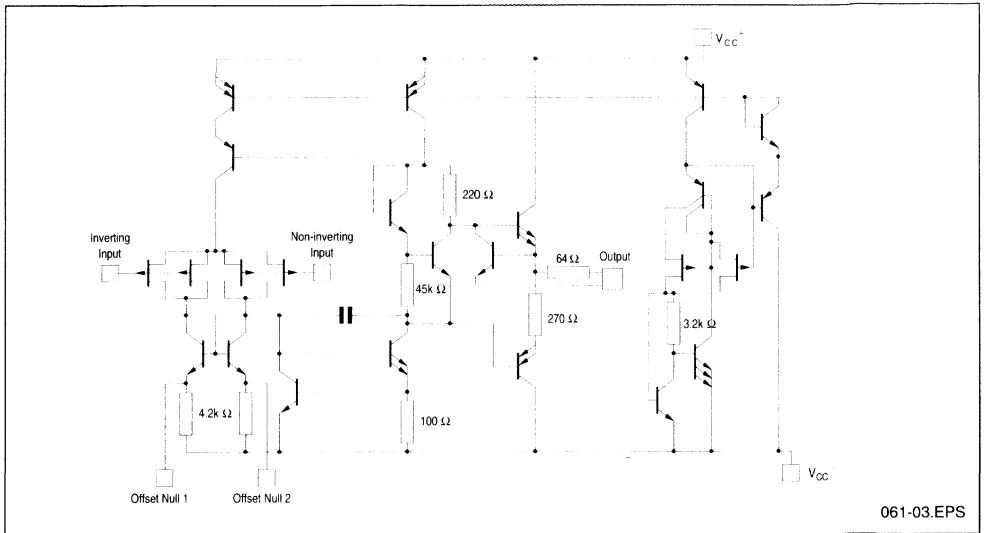 V_CC⁺
220 Ω
Inverting
Input
Non-inverting
Input
64 Ω
Output
45k Ω
270 Ω
3.2k Ω
4.2k Ω
100 Ω
V_CC
Offset Null 1
Offset Null 2
061-03.EPS